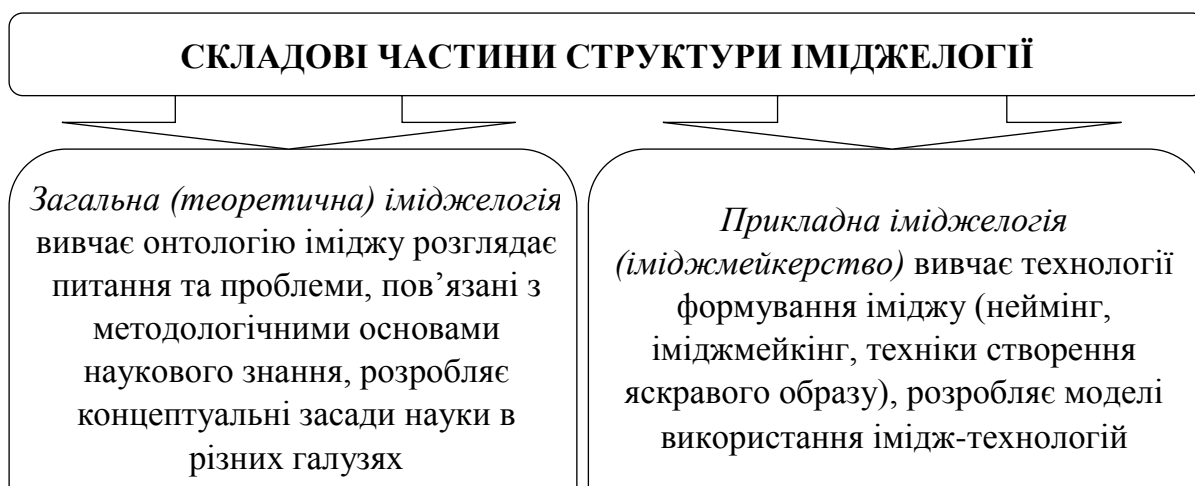 СКЛАДОВІ ЧАСТИНИ СТРУКТУРИ ІМІДЖЕЛОГІЇ
Загальна (теоретична) іміджелогія
вивчає онтологію іміджу розглядає
питання та проблеми, пов’язані з
методологічними основами
наукового знання, розробляє
концептуальні засади науки в
різних галузях
Прикладна іміджелогія
(іміджмейкерство) вивчає технології
формування іміджу (неймінг,
іміджмейкінг, техніки створення
яскравого образу), розробляє моделі
використання імідж-технологій